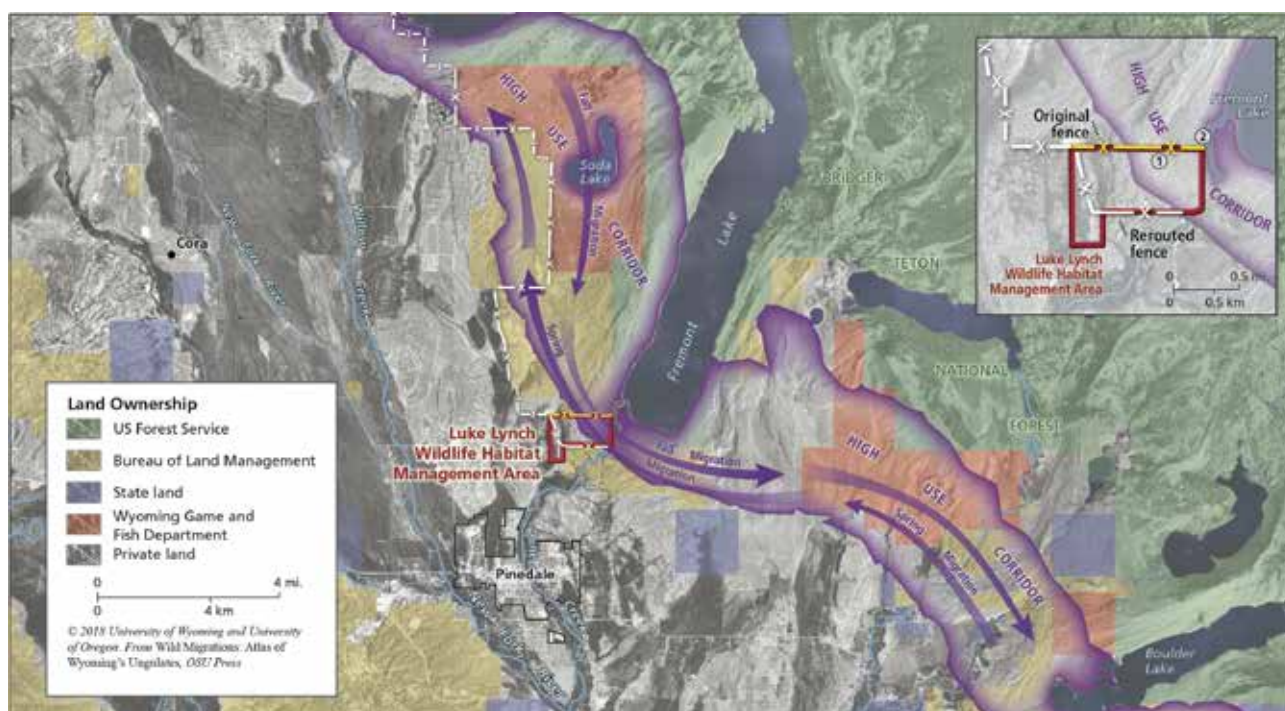 HIGH
USE
CORRIDOR
Fall
Migration
Soda
Lake
Spring
Cora
Fremont
Lake
BRIDGER
TETON
NATIONAL
FOREST
Luke Lynch
Wildlife Habitat
Management Area
Fall Migration
Migration
HIGH
USE
CORRIDOR
Spring
Migration
Pinedale
Boulder
Lake
Original
fence
HIGH
USE
CORRIDOR
Fremont
Lake
1
2
Rerouted
fence
Luke Lynch
Wildlife Habitat
Management Area
0 0.5 mi
0 0.5 km
Land Ownership
US Forest Service
Bureau of Land Management
State land
Wyoming Game and
Fish Department
Private land
0 4 mi.
0 4 km
© 2018 University of Wyoming and University
of Oregon. From Wild Migrations: Atlas of
Wyoming's Ungulates, OSU Press